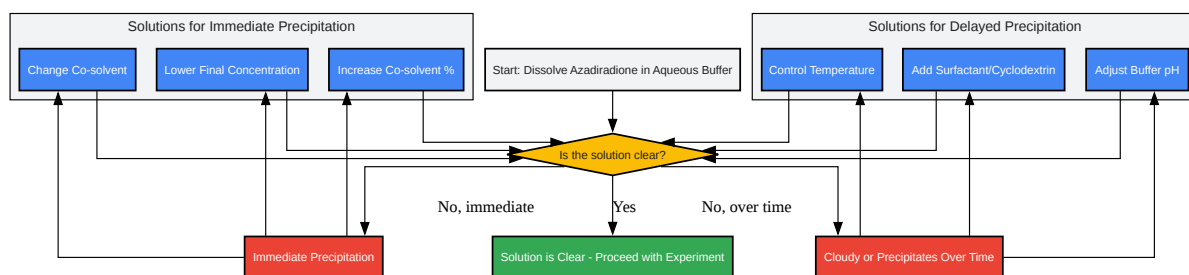 Solutions for Immediate Precipitation
Change Co-solvent
Lower Final Concentration
Increase Co-solvent %
Start: Dissolve Azadiradione in Aqueous Buffer
Solutions for Delayed Precipitation
Control Temperature
Add Surfactant/Cyclodextrin
Adjust Buffer pH
Is the solution clear?
No, immediate
Yes
No, over time
Immediate Precipitation
Solution is Clear - Proceed with Experiment
Cloudy or Precipitates Over Time